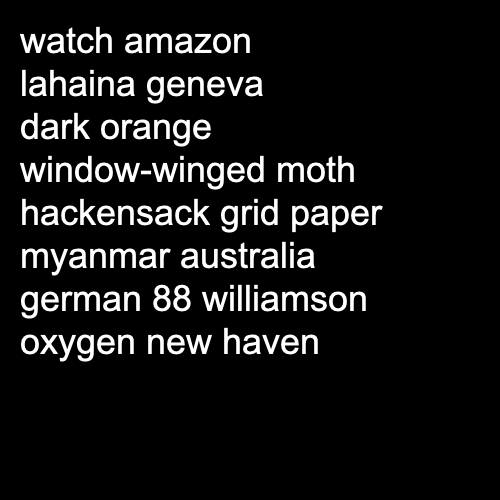 watch amazon
lahaina geneva
dark orange
window-winged moth
hackensack grid paper
myanmar australia
german 88 williamson
oxygen new haven